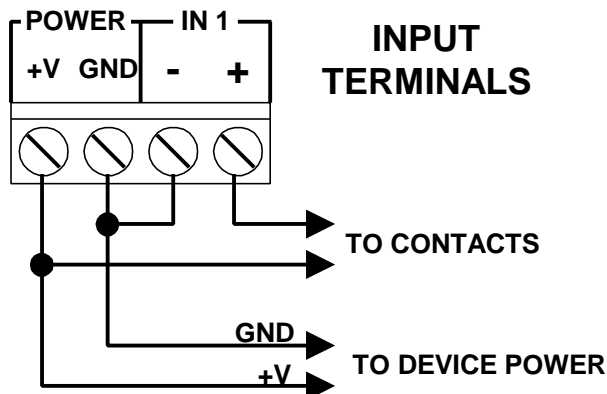 POWER IN 1
+V GND - +
INPUT
TERMINALS
TO CONTACTS
GND
TO DEVICE POWER
+V